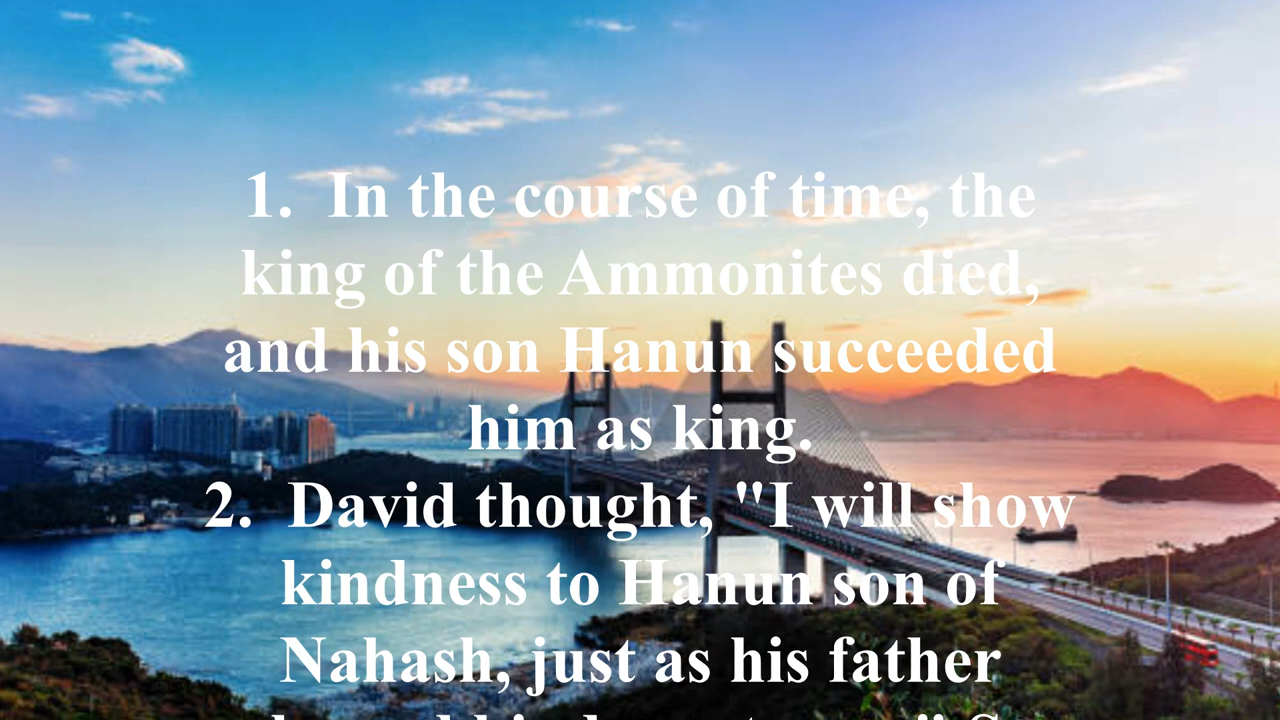 1. In the course of time, the
king of the Ammonites died,
and his son Hanun succeeded
him as king.
2. David thought, "I will show
kindness to Hanun son of
Nahash, just as his father